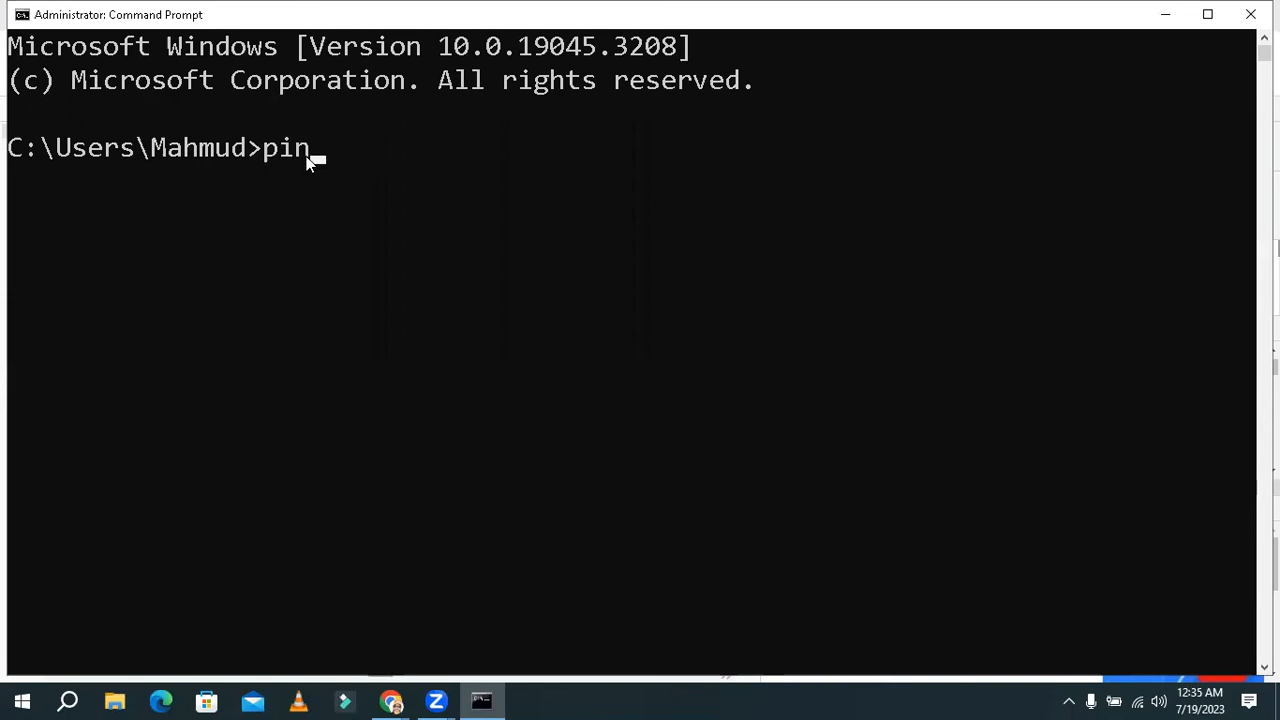 Administrator: Command Prompt
Microsoft Windows [Version 10.0.19045.3208]
(c) Microsoft Corporation. All rights reserved.
C:\Users\Mahmud>pin
12:35 AM
7/19/2023